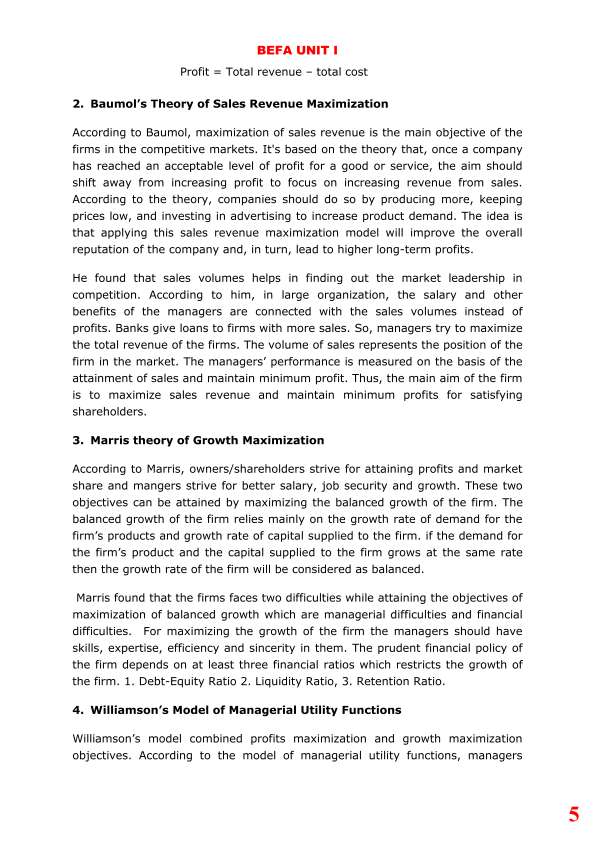 BEFA UNIT I
Profit = Total revenue – total cost
2. Baumol’s Theory of Sales Revenue Maximization
According to Baumol, maximization of sales revenue is the main objective of the
firms in the competitive markets. It's based on the theory that, once a company
has reached an acceptable level of profit for a good or service, the aim should
shift away from increasing profit to focus on increasing revenue from sales.
According to the theory, companies should do so by producing more, keeping
prices low, and investing in advertising to increase product demand. The idea is
that applying this sales revenue maximization model will improve the overall
reputation of the company and, in turn, lead to higher long-term profits.
He found that sales volumes helps in finding out the market leadership in
competition. According to him, in large organization, the salary and other
benefits of the managers are connected with the sales volumes instead of
profits. Banks give loans to firms with more sales. So, managers try to maximize
the total revenue of the firms. The volume of sales represents the position of the
firm in the market. The managers’ performance is measured on the basis of the
attainment of sales and maintain minimum profit. Thus, the main aim of the firm
is to maximize sales revenue and maintain minimum profits for satisfying
shareholders.
3. Marris theory of Growth Maximization
According to Marris, owners/shareholders strive for attaining profits and market
share and mangers strive for better salary, job security and growth. These two
objectives can be attained by maximizing the balanced growth of the firm. The
balanced growth of the firm relies mainly on the growth rate of demand for the
firm’s products and growth rate of capital supplied to the firm. if the demand for
the firm’s product and the capital supplied to the firm grows at the same rate
then the growth rate of the firm will be considered as balanced.
Marris found that the firms faces two difficulties while attaining the objectives of
maximization of balanced growth which are managerial difficulties and financial
difficulties. For maximizing the growth of the firm the managers should have
skills, expertise, efficiency and sincerity in them. The prudent financial policy of
the firm depends on at least three financial ratios which restricts the growth of
the firm. 1. Debt-Equity Ratio 2. Liquidity Ratio, 3. Retention Ratio.
4. Williamson’s Model of Managerial Utility Functions
Williamson’s model combined profits maximization and growth maximization
objectives. According to the model of managerial utility functions, managers
5